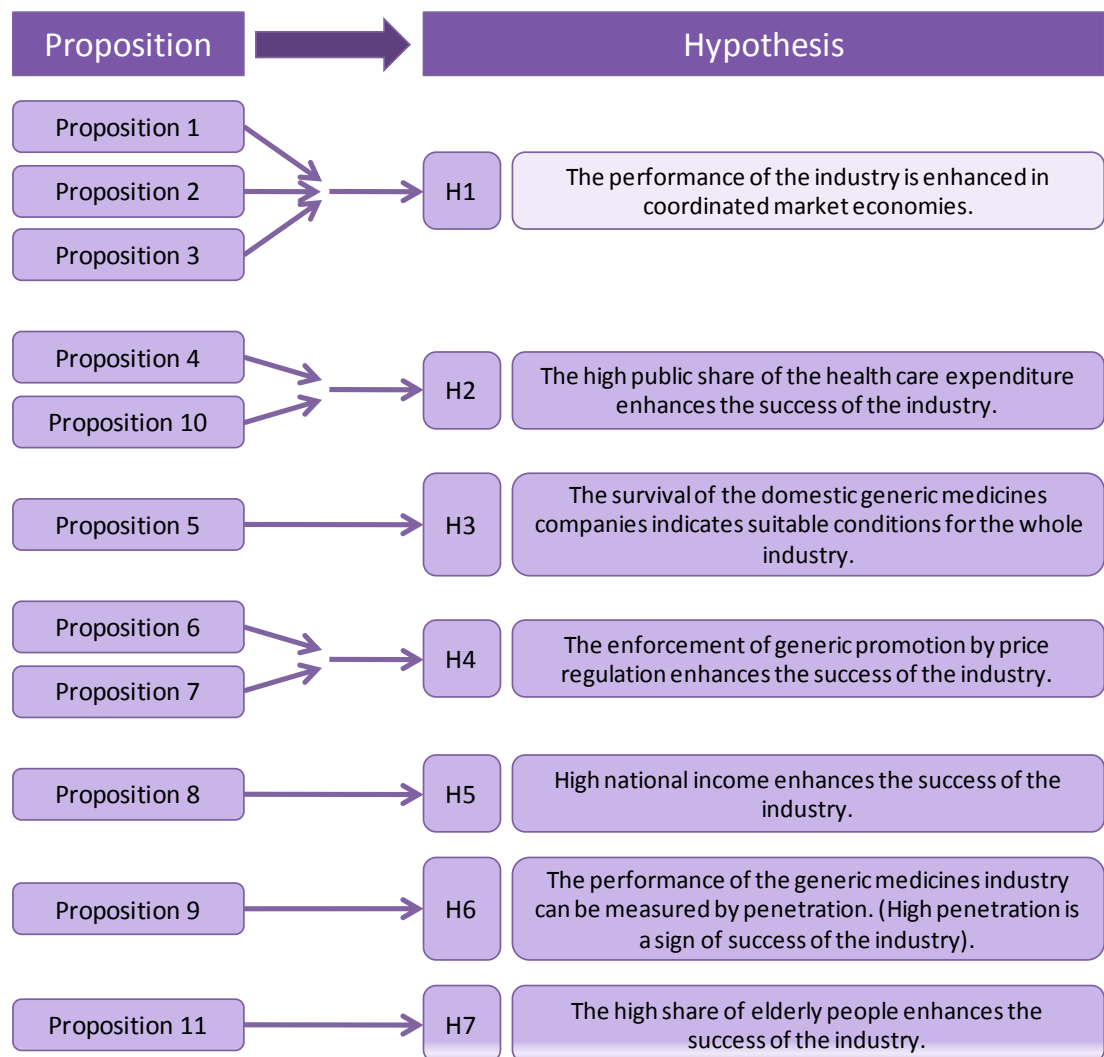 Proposition
Hypothesis
Proposition 1
Proposition 2
Proposition 3
H1
The performance of the industry is enhanced in
coordinated market economies.
Proposition 4
Proposition 10
H2
The high public share of the health care expenditure
enhances the success of the industry.
Proposition 5
H3
The survival of the domestic generic medicines
companies indicates suitable conditions for the whole
industry.
Proposition 6
Proposition 7
H4
The enforcement of generic promotion by price
regulation enhances the success of the industry.
Proposition 8
H5
High national income enhances the success of the
industry.
Proposition 9
H6
The performance of the generic medicines industry
can be measured by penetration. (High penetration is
a sign of success of the industry).
Proposition 11
H7
The high share of elderly people enhances the
success of the industry.